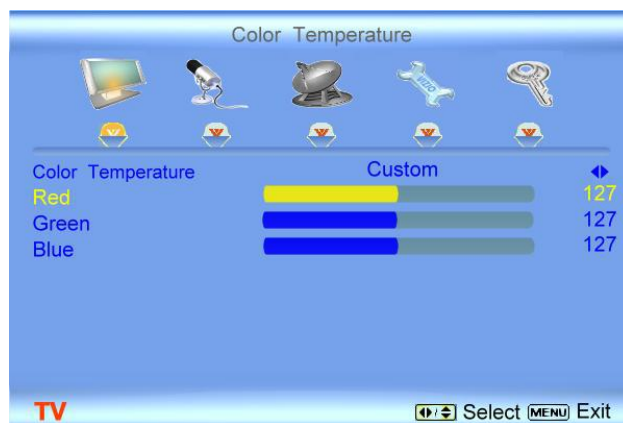 Color Temperature
Color Temperature Custom
Red 127
Green 127
Blue 127
TV Select MENU Exit